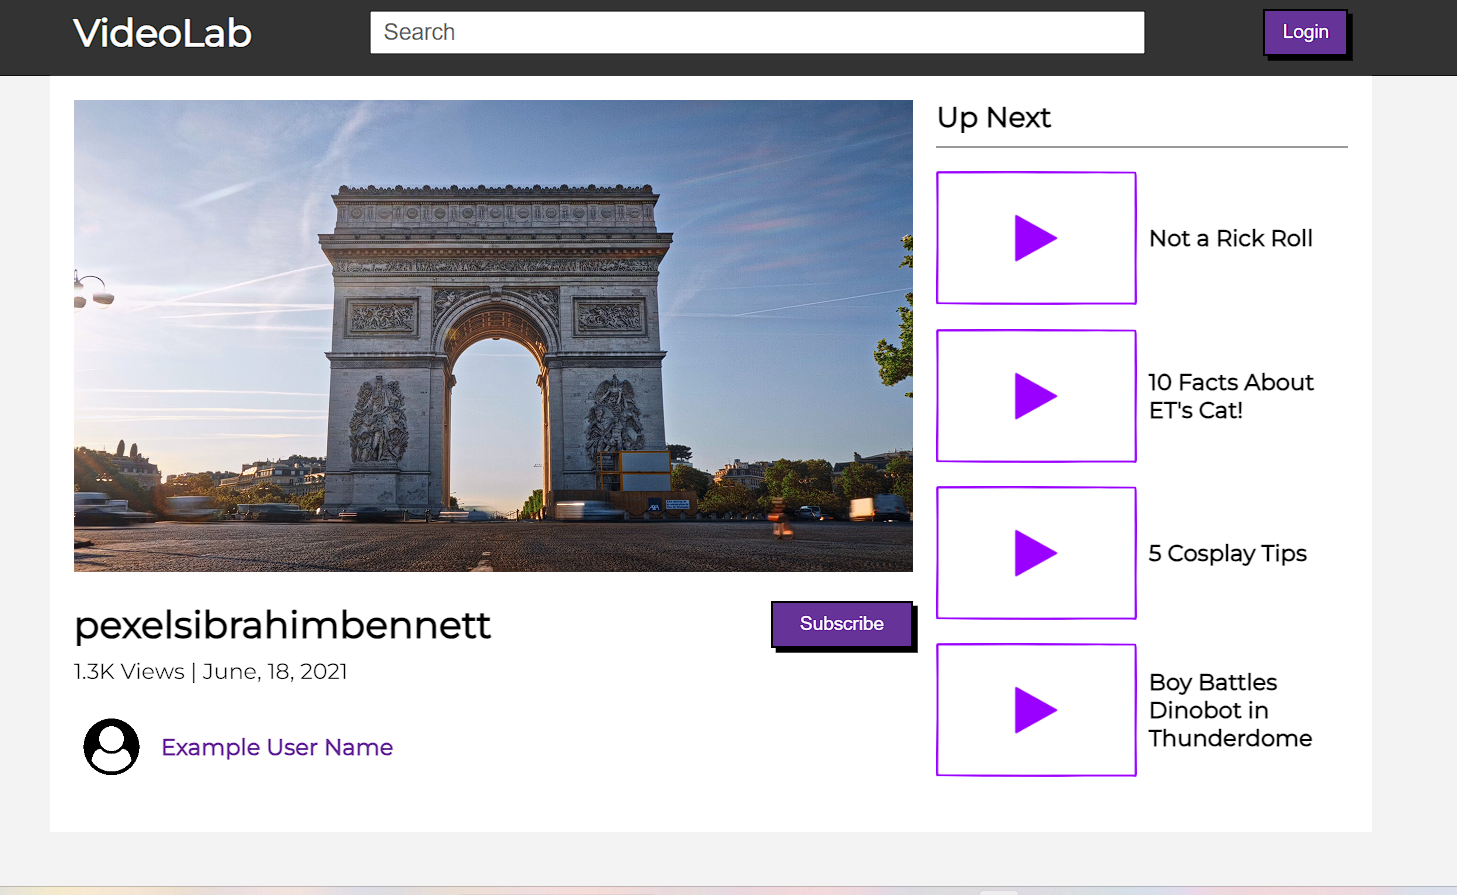 VideoLab
Search
Login
Up Next
Not a Rick Roll
10 Facts About
ET's Cat!
5 Cosplay Tips
Boy Battles
Dinobot in
Thunderdome
AXA
pexelsibrahimbennett
Subscribe
1.3K Views | June, 18, 2021
Example User Name